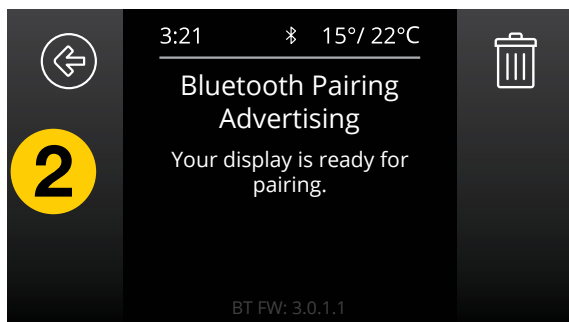 3:21 15°/ 22°C
Bluetooth Pairing
Advertising
Your display is ready for
pairing.
2
BT FW: 3.0.1.1